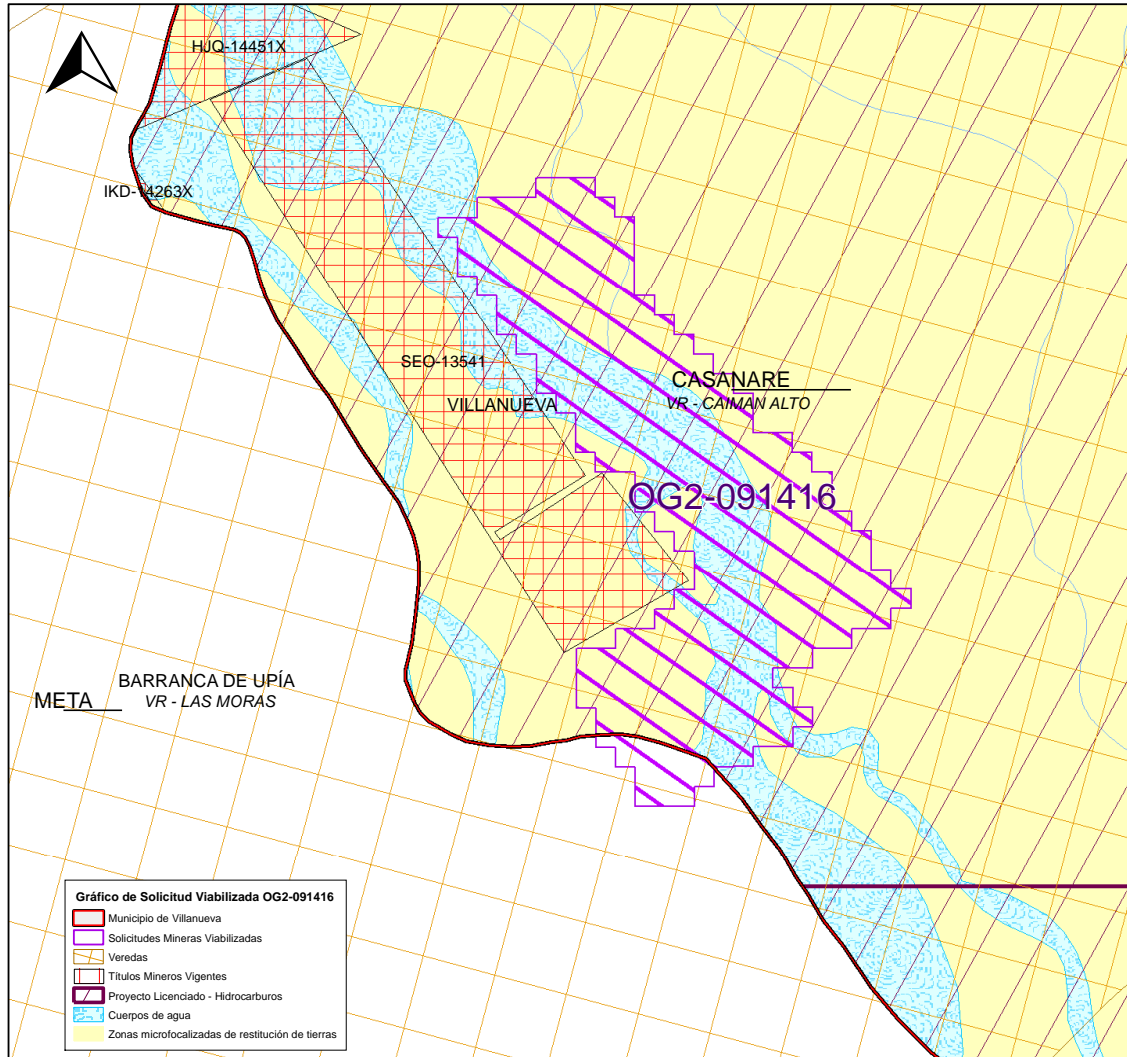 HJQ-14451X
IKD-14263X
SEO-13541
VILLANUEVA
CASANARE
VR - CAIMAN ALTO
OG2-091416
BARRANCA DE UPÍA
META
VR - LAS MORAS
Gráfico de Solicitud Viabilizada OG2-091416
Municipio de Villanueva
Solicitudes Mineras Viabilizadas
Veredas
Títulos Mineros Vigentes
Proyecto Licenciado - Hidrocarburos
Cuerpos de agua
Zonas microfocalizadas de restitución de tierras